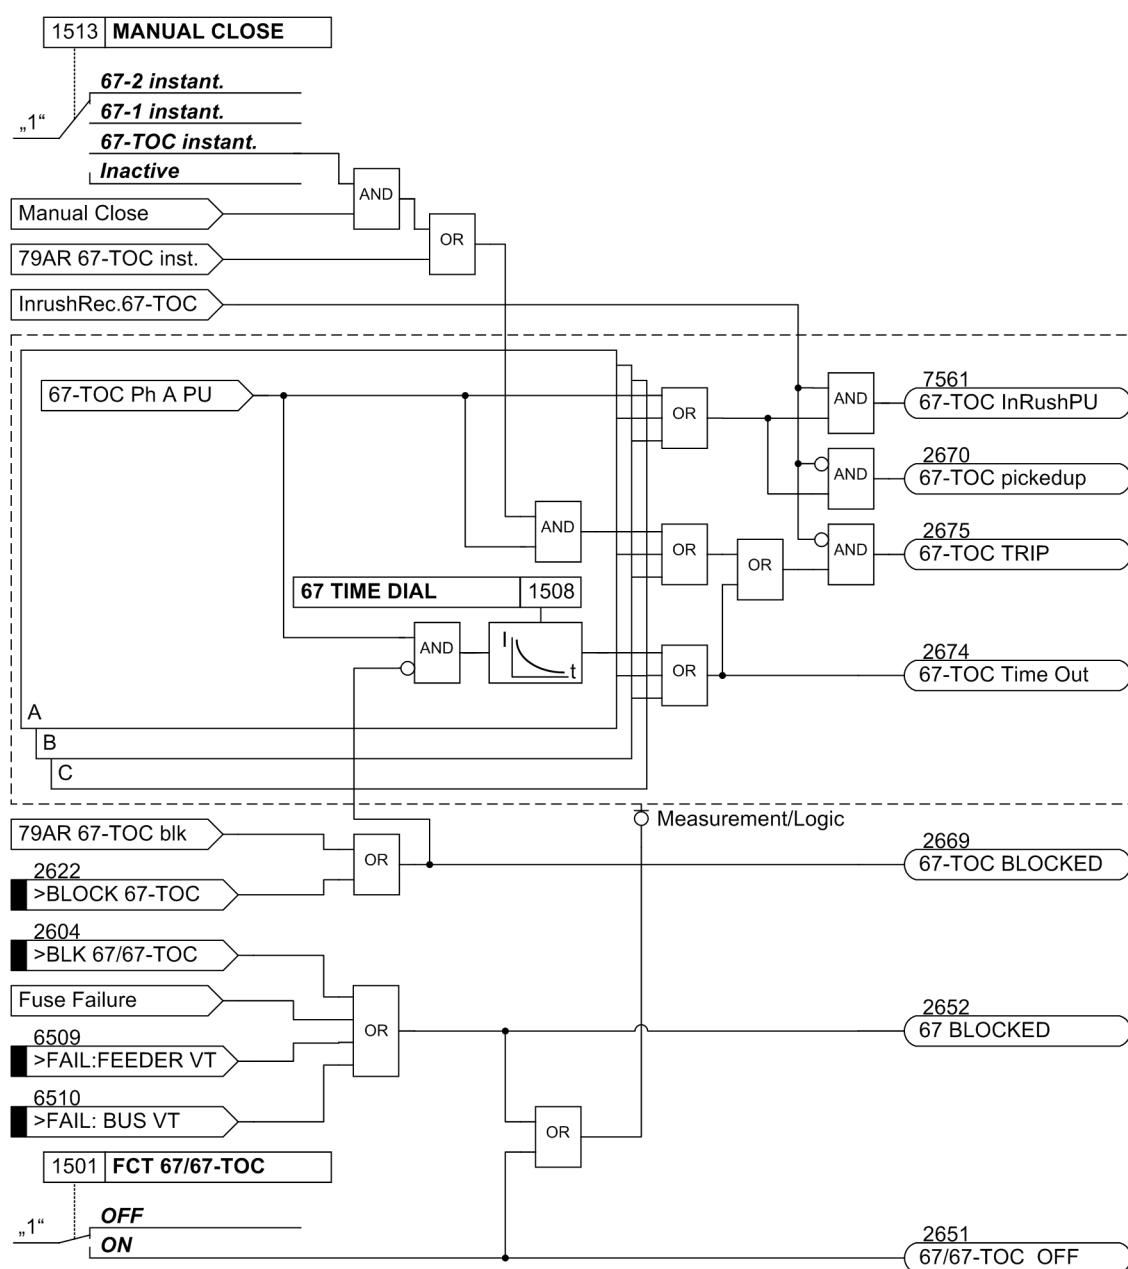 1513 MANUAL CLOSE
67-2 instant.
„1“
67-1 instant.
67-TOC instant.
Inactive
AND
Manual Close
OR
79AR 67-TOC inst.
InrushRec.67-TOC
67-TOC Ph A PU
OR
AND
7561
67-TOC InRushPU
AND
2670
67-TOC pickedup
AND
OR
OR
AND
2675
67-TOC TRIP
67 TIME DIAL 1508
AND
I
t
OR
2674
67-TOC Time Out
A
B
C
Measurement/Logic
79AR 67-TOC blk
OR
2669
67-TOC BLOCKED
2622
>BLOCK 67-TOC
2604
>BLK 67/67-TOC
Fuse Failure
OR
2652
67 BLOCKED
6509
>FAIL:FEEDER VT
6510
>FAIL: BUS VT
OR
1501 FCT 67/67-TOC
OFF
„1“
ON
2651
67/67-TOC OFF